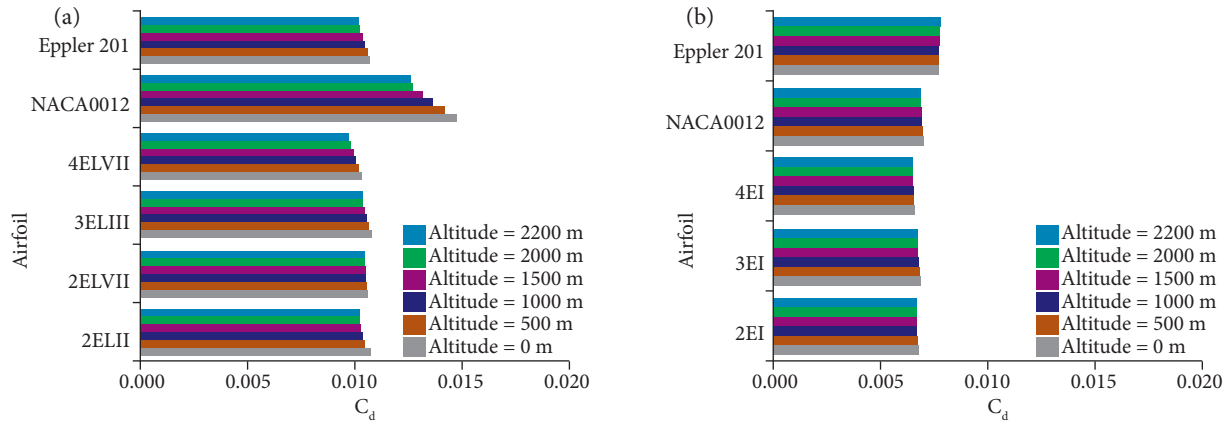 (a)
Eppler 201
NACA0012
4ELVII
3ELIII
2ELVII
2ELII
Airfoil
Altitude = 2200 m
Altitude = 2000 m
Altitude = 1500 m
Altitude = 1000 m
Altitude = 500 m
Altitude = 0 m
0.000 0.005 0.010 0.015 0.020
C_d
(b)
Eppler 201
NACA0012
4EI
3EI
2EI
Airfoil
Altitude = 2200 m
Altitude = 2000 m
Altitude = 1500 m
Altitude = 1000 m
Altitude = 500 m
Altitude = 0 m
0.000 0.005 0.010 0.015 0.020
C_d